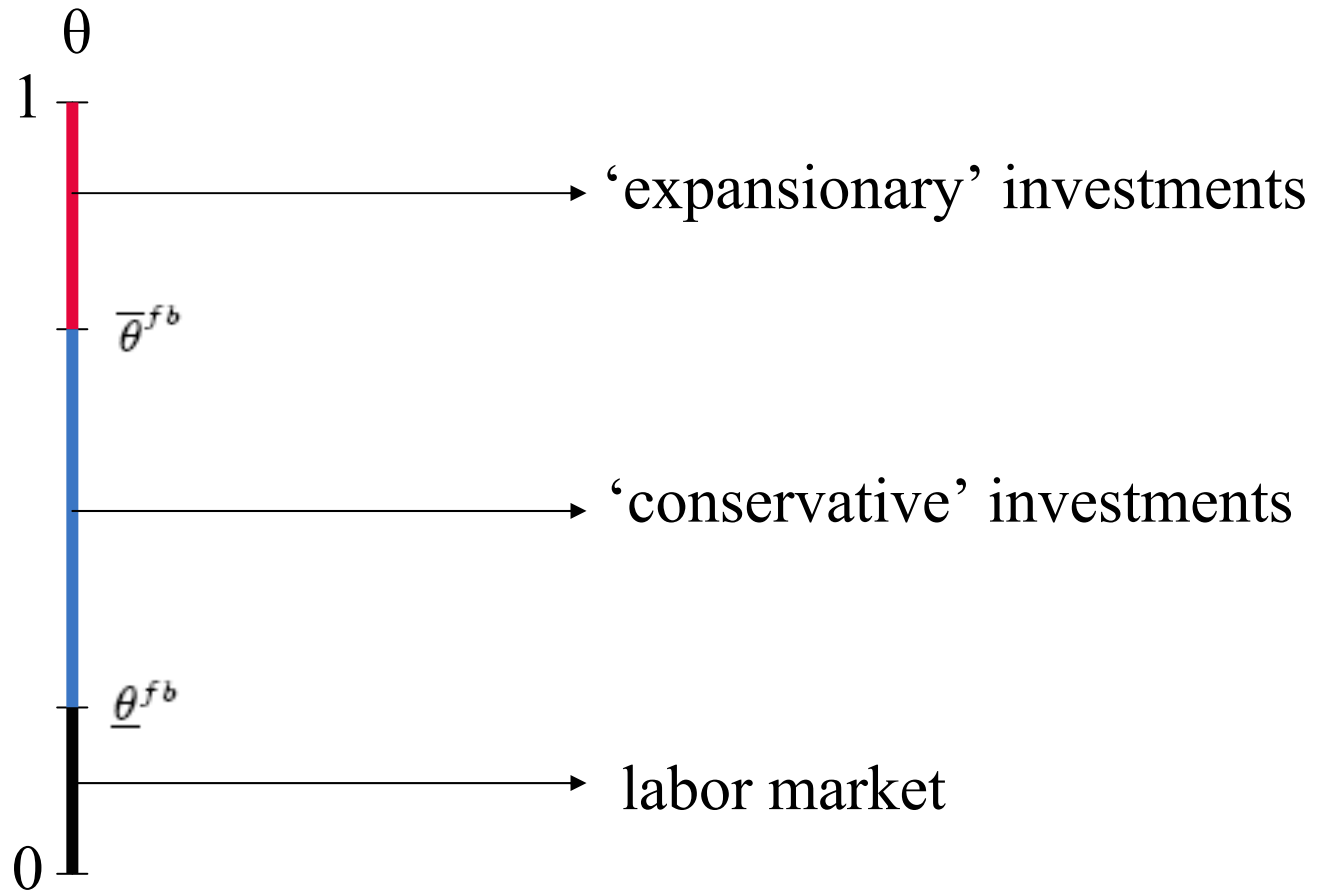 θ
1
‘expansionary’ investments
θ̅ᶠᵇ
‘conservative’ investments
θ̲ᶠᵇ
labor market
0